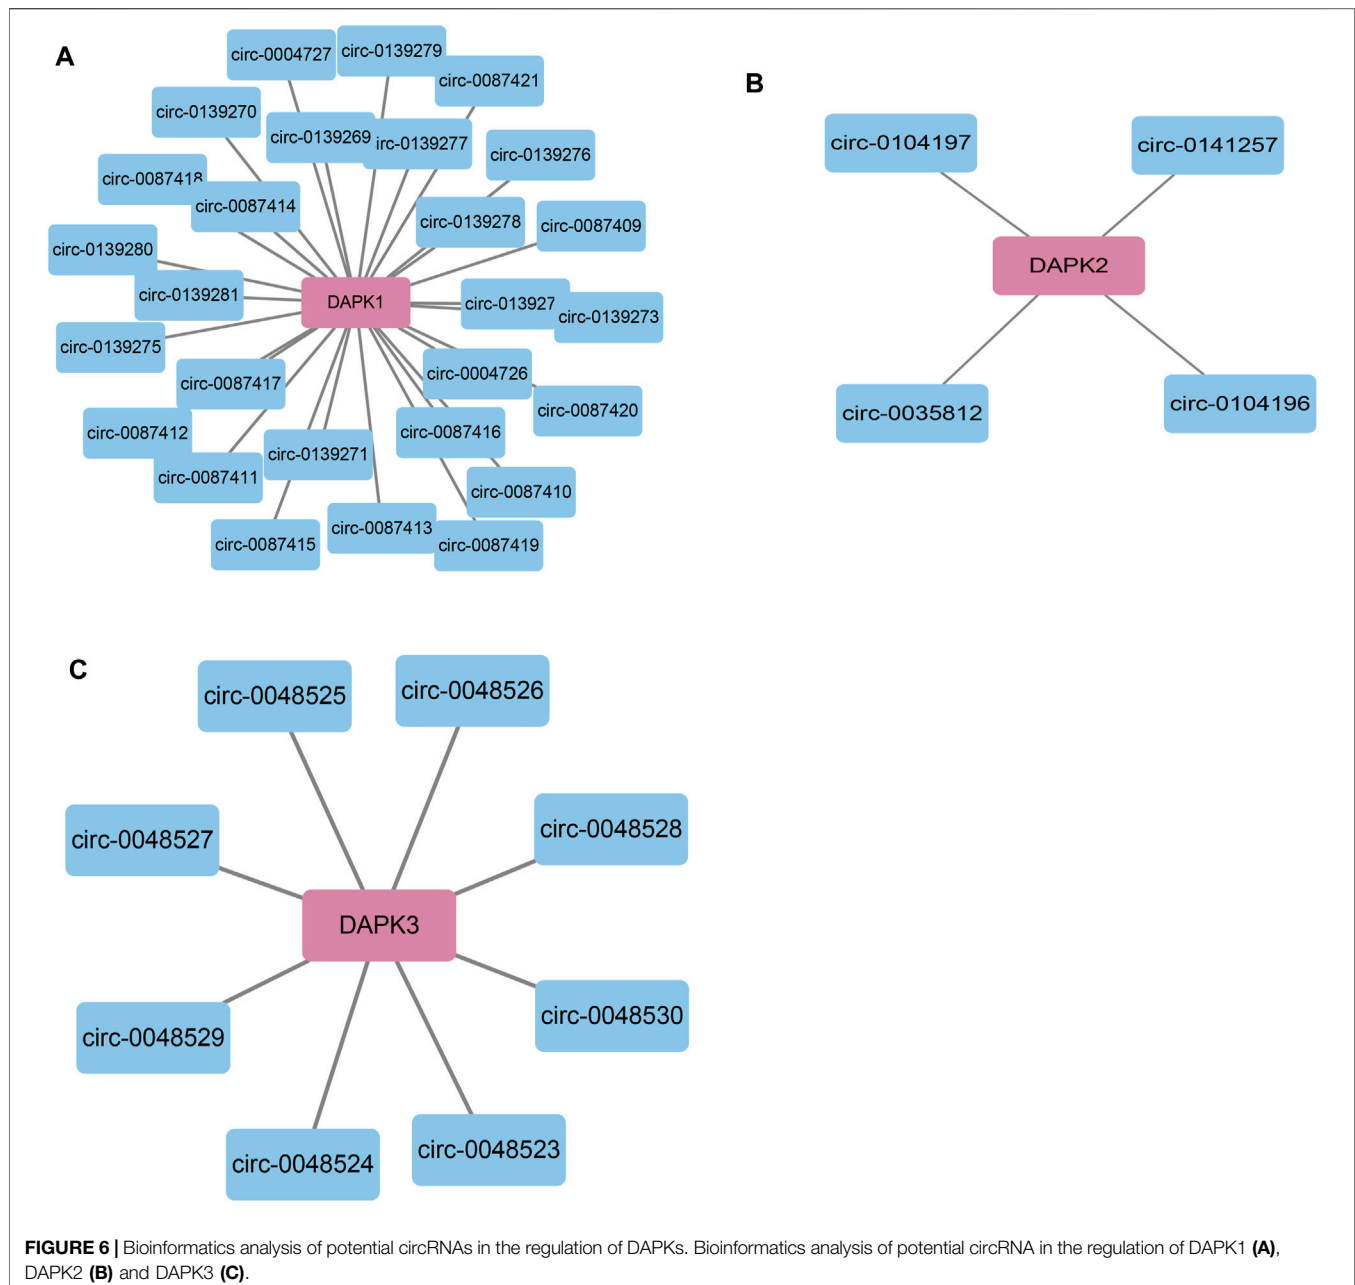 A
circ-0004727
circ-0139279
circ-0087421
circ-0139270
circ-0139269
irc-0139277
circ-0139276
circ-0087418
circ-0087414
circ-0139278
circ-0087409
circ-0139280
circ-0139281
DAPK1
circ-013927
circ-0139273
circ-0139275
circ-0087417
circ-0004726
circ-0087420
circ-0087412
circ-0087416
circ-0087411
circ-0139271
circ-0087410
circ-0087415
circ-0087413
circ-0087419
B
circ-0104197
circ-0141257
DAPK2
circ-0035812
circ-0104196
C
circ-0048525
circ-0048526
circ-0048527
circ-0048528
DAPK3
circ-0048529
circ-0048530
circ-0048524
circ-0048523
FIGURE 6 | Bioinformatics analysis of potential circRNAs in the regulation of DAPKs. Bioinformatics analysis of potential circRNA in the regulation of DAPK1 (A),
DAPK2 (B) and DAPK3 (C).